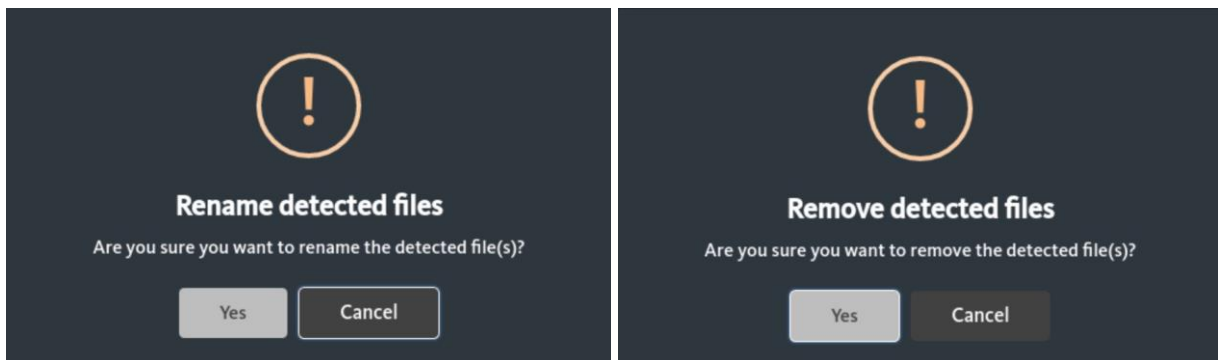 !
Rename detected files
Are you sure you want to rename the detected file(s)?
Yes
Cancel
!
Remove detected files
Are you sure you want to remove the detected file(s)?
Yes
Cancel